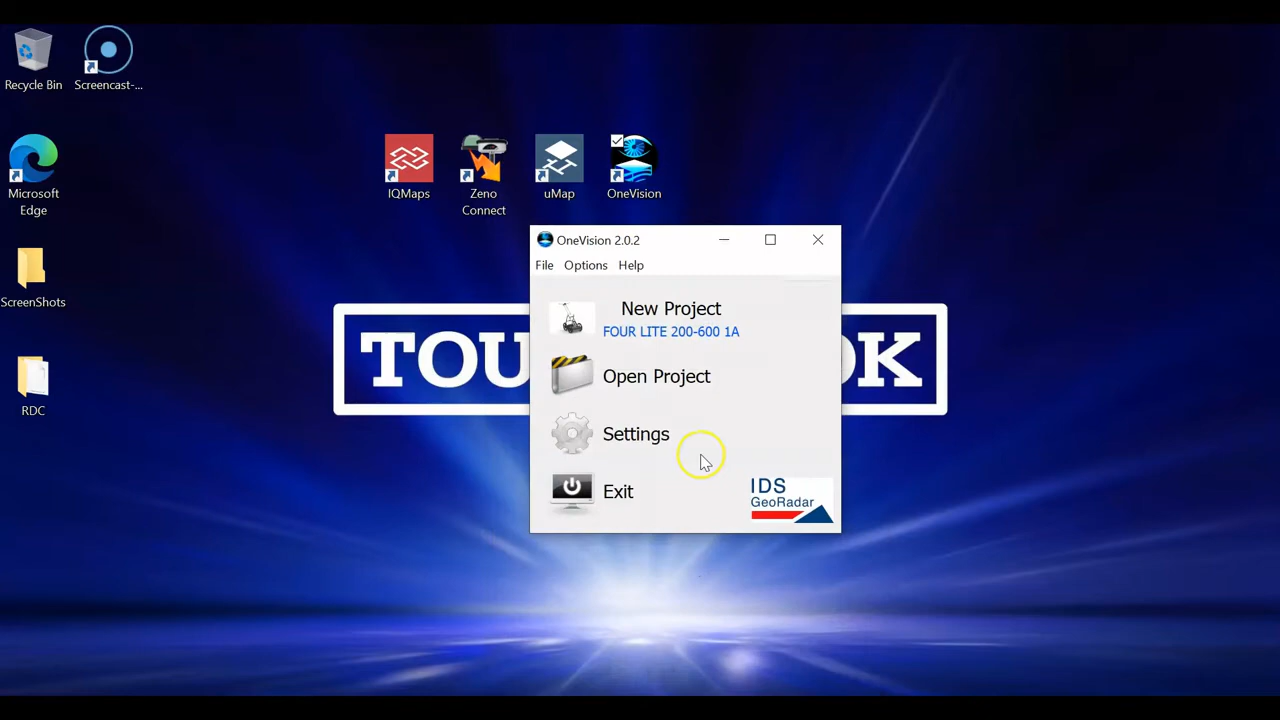 Recycle Bin
Screencast-...
Microsoft
Edge
ScreenShots
RDC
IQMaps
Zeno
Connect
uMap
OneVision
OneVision 2.0.2
File Options Help
New Project
FOUR LITE 200-600 1A
Open Project
Settings
Exit
IDS
GeoRadar
TOU
OK